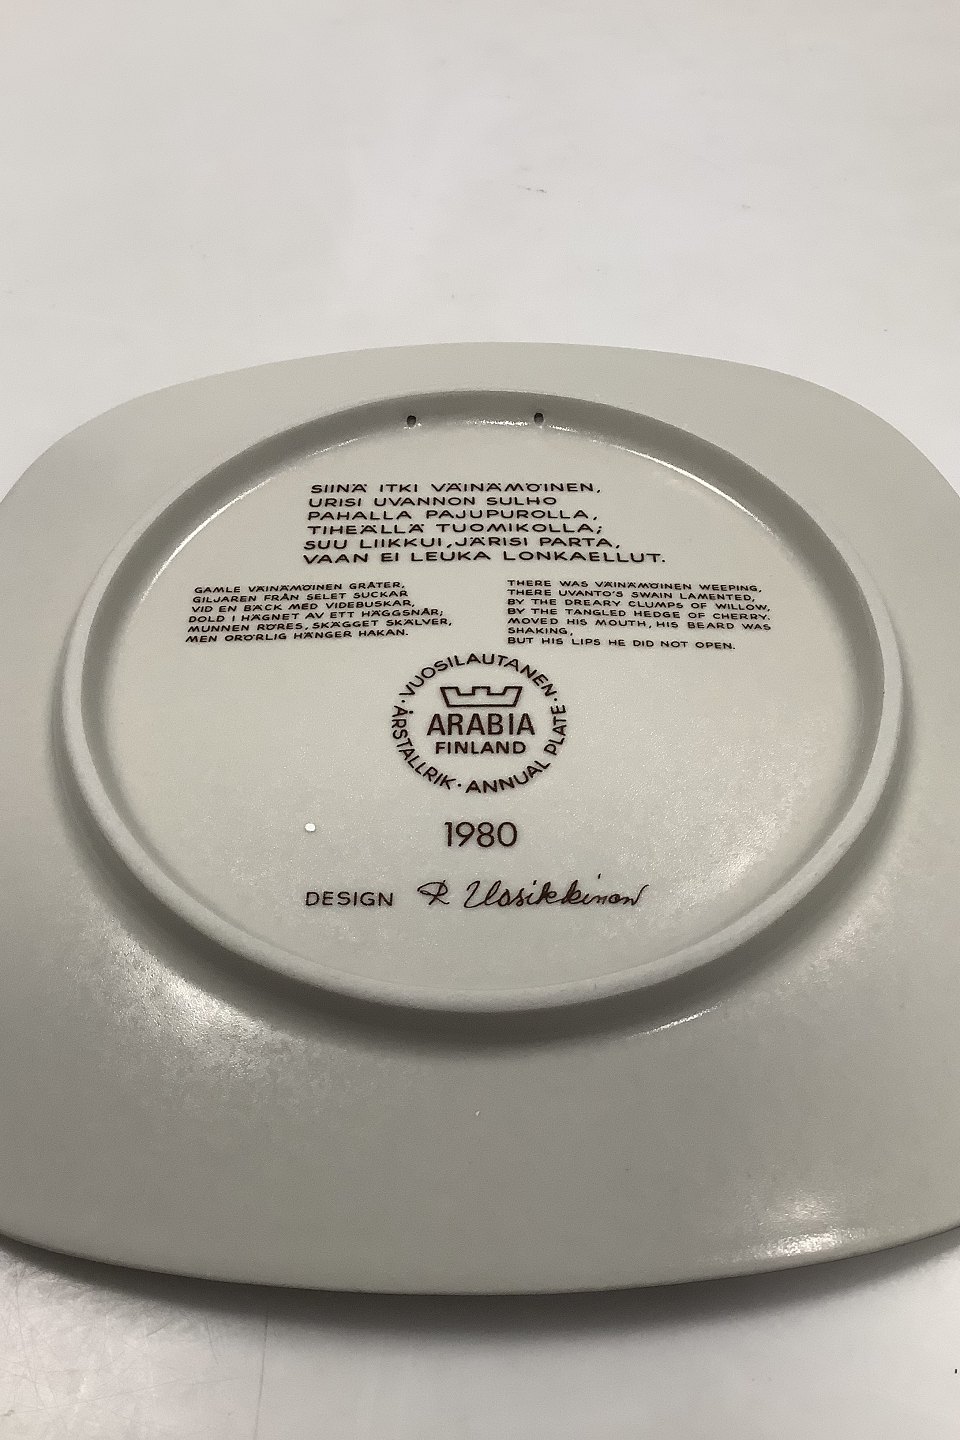 SIINÄ ITKI VÄINÄMÖINEN,
URISI UVANNON SULHO
PAHALLA PAJUPUROLLA,
TIHEÄLLÄ TUOMIKOLLA;
SUU LIIKKUI, JÄRISI PARTA,
VAAN EI LEUKA LONKAELLUT.
GAMLE VÄINÄMÖINEN GRÅTER,
GILJAREN FRÅN SELET SUCKAR
VID EN BÄCK MED VIDEBUSKAR,
DOLD I HÄGNET AV ETT HÄGGSNÅR;
MUNNEN RÖRES, SKÄGGET SKÄLVER,
MEN ORÖRLIG HÄNGER HAKAN.
THERE WAS VÄINÄMÖINEN WEEPING,
THERE UVANTO'S SWAIN LAMENTED,
BY THE DREARY CLUMPS OF WILLOW,
BY THE TANGLED HEDGE OF CHERRY.
MOVED HIS MOUTH, HIS BEARD WAS
SHAKING,
BUT HIS LIPS HE DID NOT OPEN.
· VUOSILAUTANEN · ANNUAL PLATE · ÅRSTALLRIK
ARABIA
FINLAND
1980
DESIGN R Uosikkinen